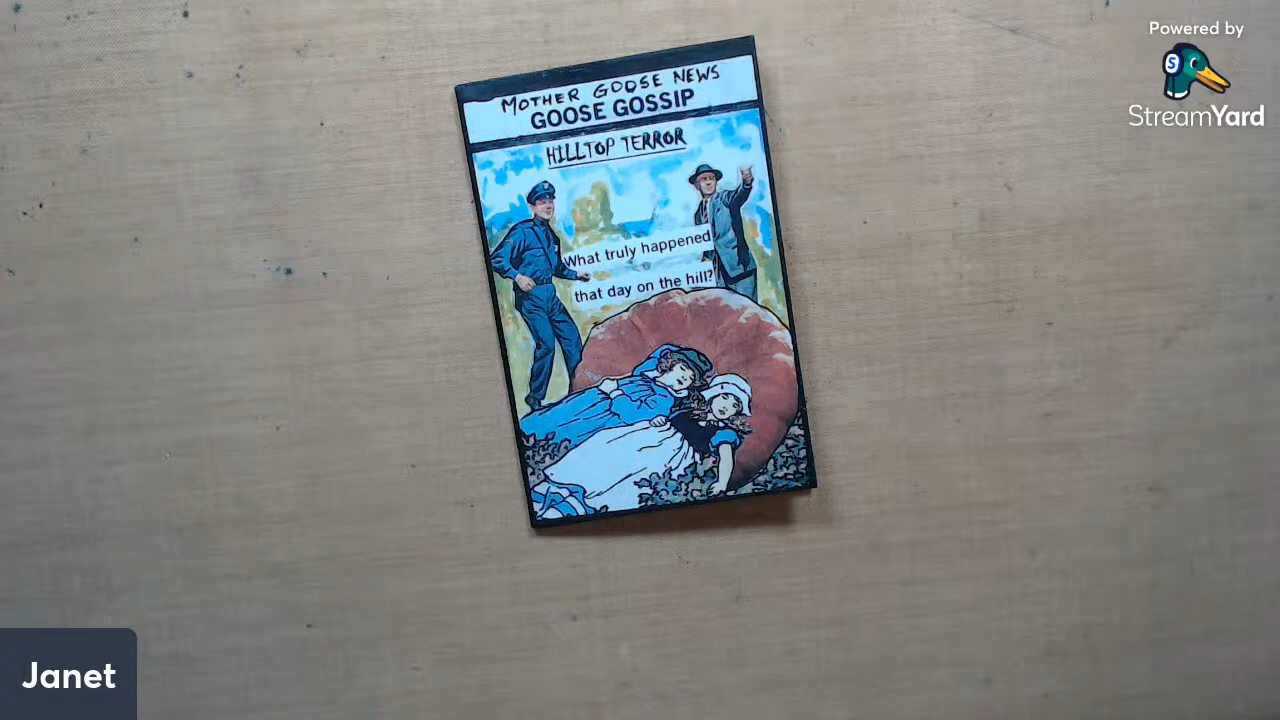 Powered by
StreamYard
MOTHER GOOSE NEWS
GOOSE GOSSIP
HILLTOP TERROR
What truly happened
that day on the hill?
Janet